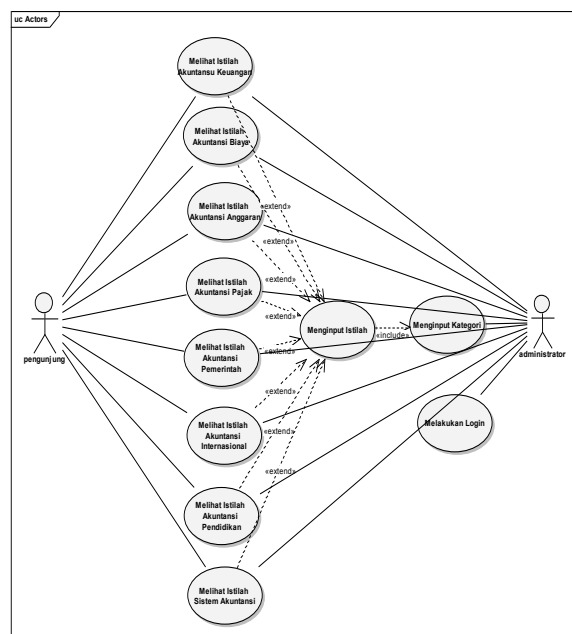 uc Actors
Melihat Istilah
Akuntansu Keuangan
Melihat Istilah
Akuntansi Biaya
Melihat Istilah
Akuntansi Anggaran
Melihat Istilah
Akuntansi Pajak
Melihat Istilah
Akuntansi
Pemerintah
Melihat Istilah
Akuntansi
Internasional
Melihat Istilah
Akuntansi
Pendidikan
Melihat Istilah
Sistem Akuntansi
«extend»
«extend»
«extend»
«extend»
«extend»
«extend»
«extend»
«extend»
Menginput Istilah
«include»
Menginput Kategori
Melakukan Login
pengunjung
administrator